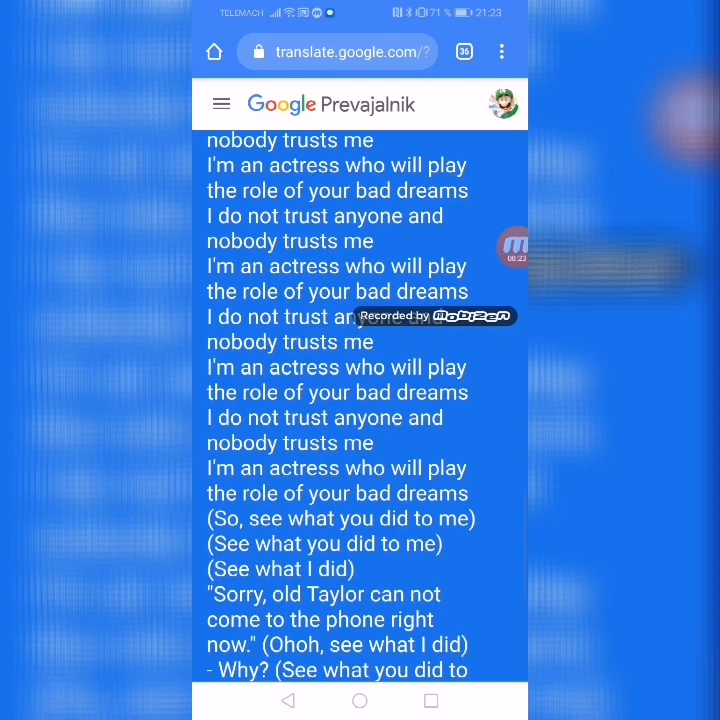 TELEMACH
71 % 21:23
translate.google.com/?
36
Google Prevajalnik
nobody trusts me
I'm an actress who will play
the role of your bad dreams
I do not trust anyone and
nobody trusts me
I'm an actress who will play
the role of your bad dreams
I do not trust anyone and
nobody trusts me
I'm an actress who will play
the role of your bad dreams
I do not trust anyone and
nobody trusts me
I'm an actress who will play
the role of your bad dreams
(So, see what you did to me)
(See what you did to me)
(See what I did)
"Sorry, old Taylor can not
come to the phone right
now." (Ohoh, see what I did)
- Why? (See what you did to
08:23
Recorded by mobizen